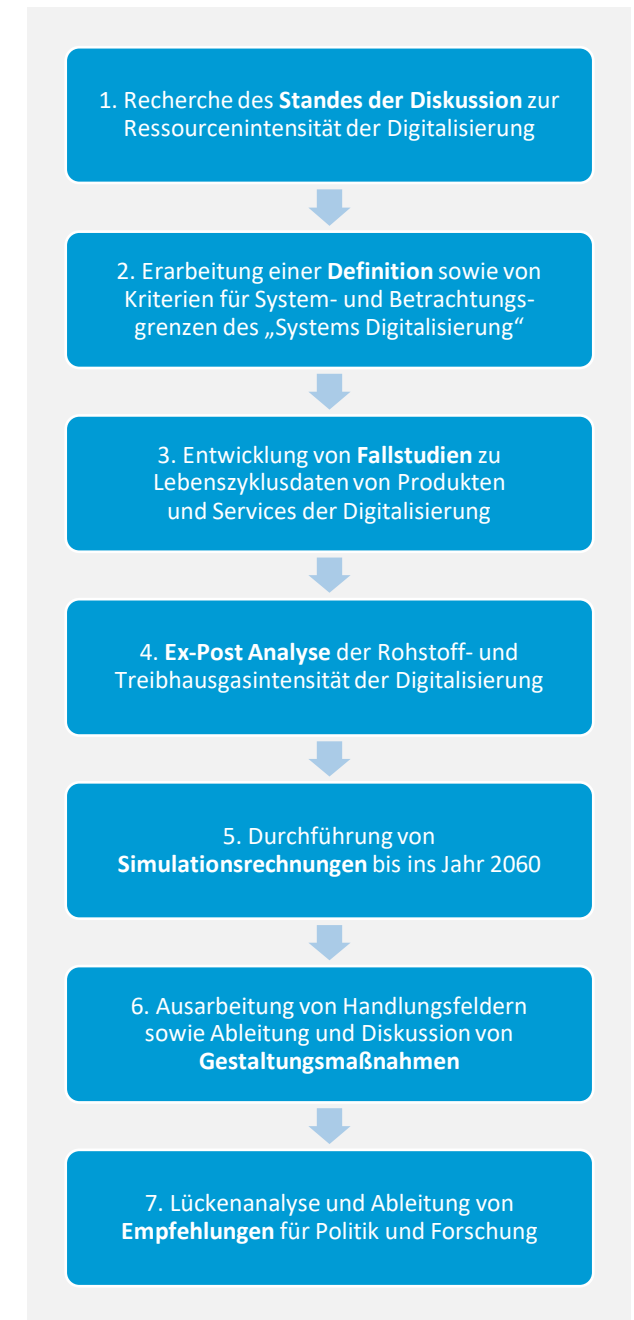 1. Recherche des Standes der Diskussion zur
Ressourcenintensität der Digitalisierung
2. Erarbeitung einer Definition sowie von
Kriterien für System- und Betrachtungs-
grenzen des „Systems Digitalisierung“
3. Entwicklung von Fallstudien zu
Lebenszyklusdaten von Produkten
und Services der Digitalisierung
4. Ex-Post Analyse der Rohstoff- und
Treibhausgasintensität der Digitalisierung
5. Durchführung von
Simulationsrechnungen bis ins Jahr 2060
6. Ausarbeitung von Handlungsfeldern
sowie Ableitung und Diskussion von
Gestaltungsmaßnahmen
7. Lückenanalyse und Ableitung von
Empfehlungen für Politik und Forschung